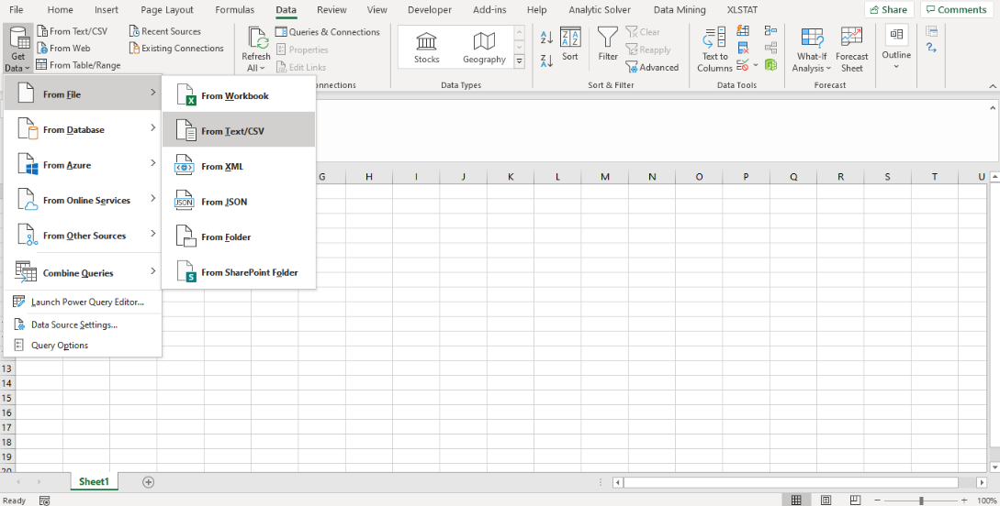 File Home Insert Page Layout Formulas Data Review View Developer Add-ins Help Analytic Solver Data Mining XLSTAT Share Comments
From Text/CSV Recent Sources Queries & Connections Clear
Get Data From Web Existing Connections Refresh All Properties Stocks Geography Sort Filter Reapply Text to Columns What-If Analysis Forecast Sheet Outline
From Table/Range Edit Links Advanced
Connections Data Types Sort & Filter Data Tools Forecast
From File
From Database
From Azure
From Online Services
From Other Sources
Combine Queries
Launch Power Query Editor...
Data Source Settings...
Query Options
From Workbook
From Text/CSV
From XML
JSON From JSON
From Folder
From SharePoint Folder
G H I J K L M N O P Q R S T U
13
14
15
16
17
18
19
20
Sheet1
Ready 100%